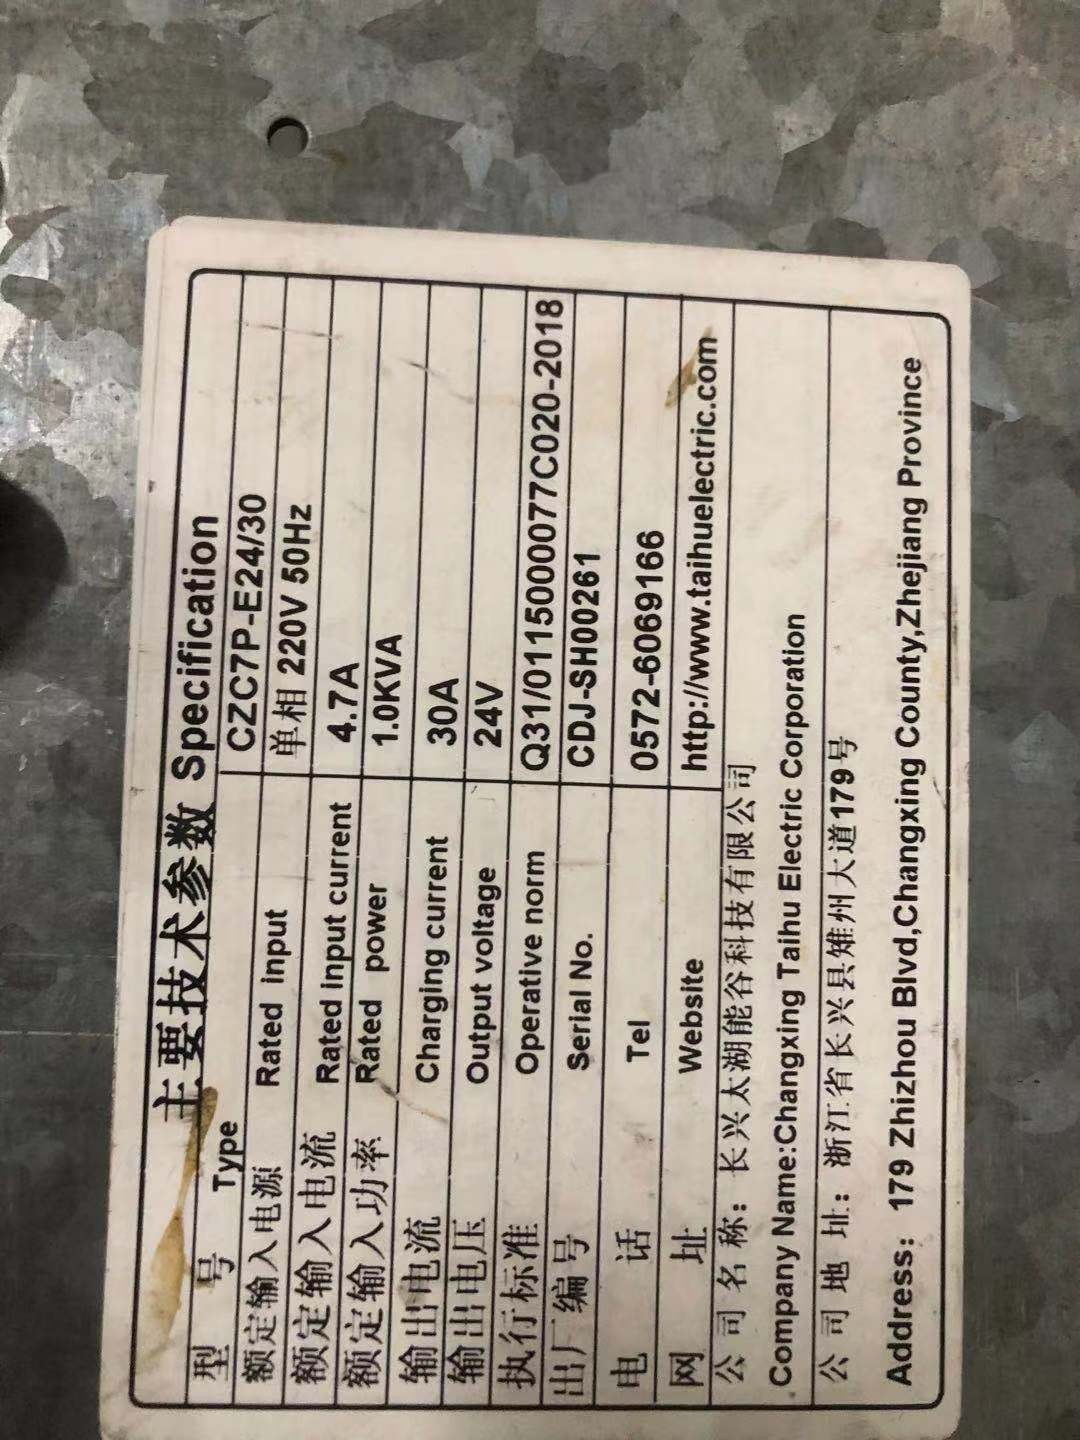 主要技术参数 Specification
型 号 Type CZC7P-E24/30
额定输入电源 Rated input 单相 220V 50Hz
额定输入电流 Rated input current 4.7A
额定输入功率 Rated power 1.0KVA
输出电流 Charging current 30A
输出电压 Output voltage 24V
执行标准 Operative norm Q31/0115000077C020-2018
出厂编号 Serial No. CDJ-SH00261
电 话 Tel 0572-6069166
网 址 Website http://www.taihuelectric.com
公 司 名 称：长兴太湖能谷科技有限公司
Company Name:Changxing Taihu Electric Corporation
公 司 地 址：浙江省长兴县雉州大道179号
Address: 179 Zhizhou Blvd,Changxing County,Zhejiang Province